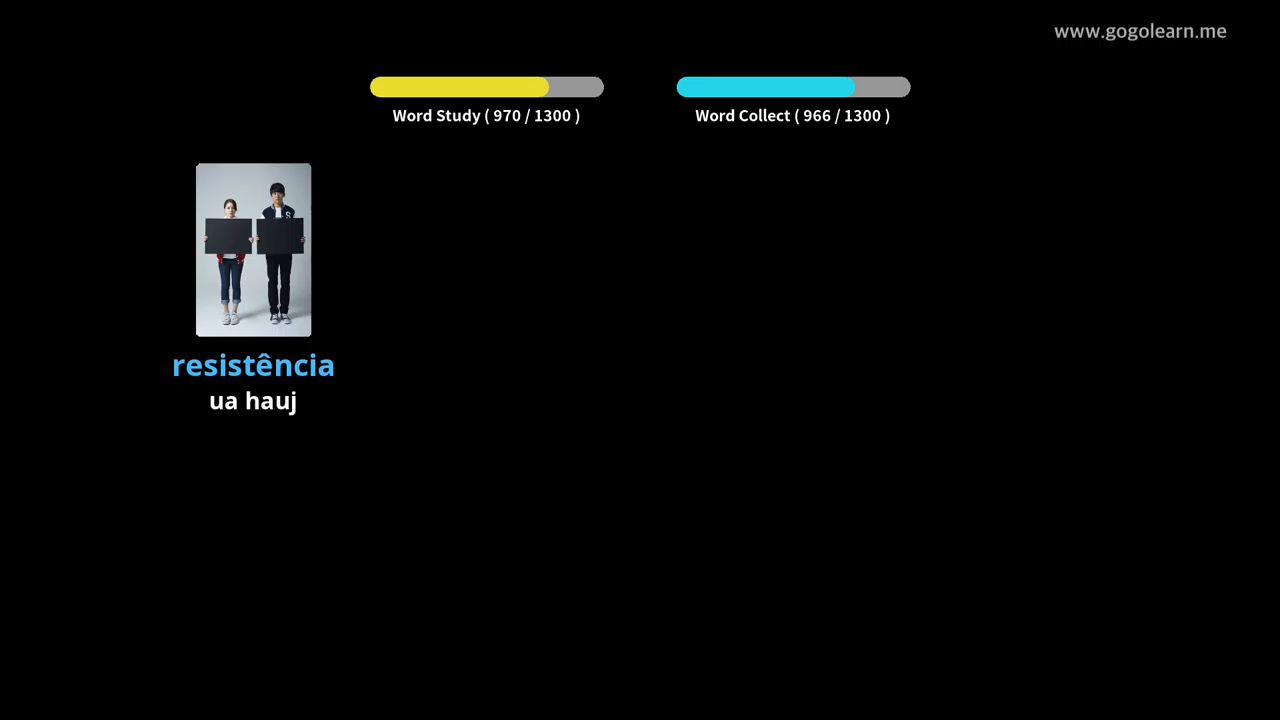 www.gogolearn.me
Word Study ( 970 / 1300 )
Word Collect ( 966 / 1300 )
resistência
ua hauj